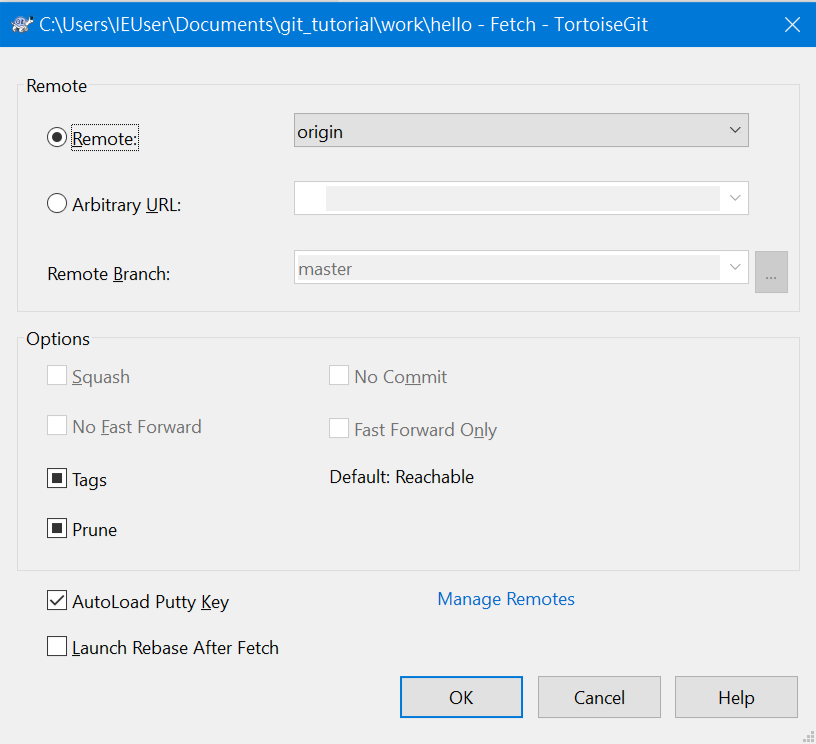 C:\Users\IEUser\Documents\git_tutorial\work\hello - Fetch - TortoiseGit
Remote
Remote: origin
Arbitrary URL:
Remote Branch: master ...
Options
Squash No Commit
No Fast Forward Fast Forward Only
Tags Default: Reachable
Prune
AutoLoad Putty Key Manage Remotes
Launch Rebase After Fetch
OK Cancel Help